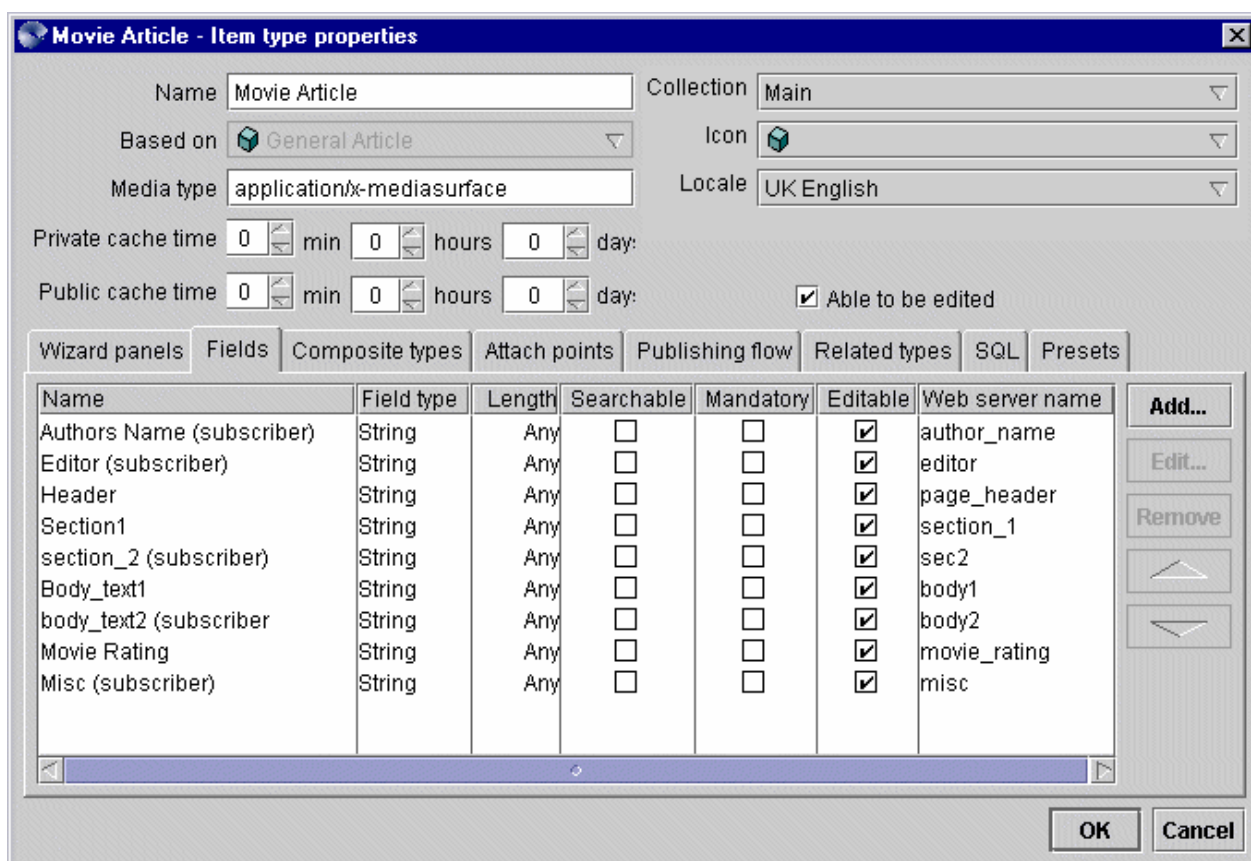 Movie Article - Item type properties
Name Movie Article Collection Main
Based on General Article Icon
Media type application/x-mediasurface Locale UK English
Private cache time 0 min 0 hours 0 day:
Public cache time 0 min 0 hours 0 day: Able to be edited
Wizard panels Fields Composite types Attach points Publishing flow Related types SQL Presets
Name Field type Length Searchable Mandatory Editable Web server name Add...
Authors Name (subscriber) String Any author_name
Editor (subscriber) String Any editor Edit...
Header String Any page_header
Section1 String Any section_1 Remove
section_2 (subscriber) String Any sec2
Body_text1 String Any body1
body_text2 (subscriber String Any body2
Movie Rating String Any movie_rating
Misc (subscriber) String Any misc
OK Cancel